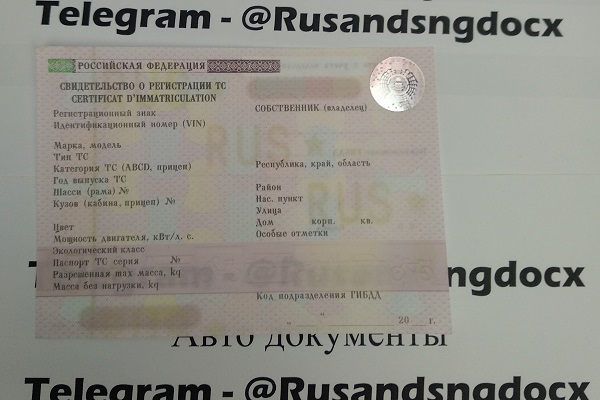 Telegram - @Rusandsngdocx
РОССИЙСКАЯ ФЕДЕРАЦИЯ
СВИДЕТЕЛЬСТВО О РЕГИСТРАЦИИ ТС
CERTIFICAT D'IMMATRICULATION
Регистрационный знак
Идентификационный номер (VIN)
Марка, модель
Тип ТС
Категория ТС (ABCD, прицеп)
Год выпуска ТС
Шасси (рама) №
Кузов (кабина, прицеп) №
Цвет
Мощность двигателя, кВт/л. с.
Экологический класс
Паспорт ТС серия №
Разрешенная max масса, kg
Масса без нагрузки, kg
СОБСТВЕННИК (владелец)
RUS
Республика, край, область
Район
RUS
Нас. пункт
Улица
Дом корп. кв.
Особые отметки
Код подразделения ГИБДД
„ “ 20 г.
Telegram - @Rusandsngdocx
Авто документы
Telegram - @Rusandsngdocx